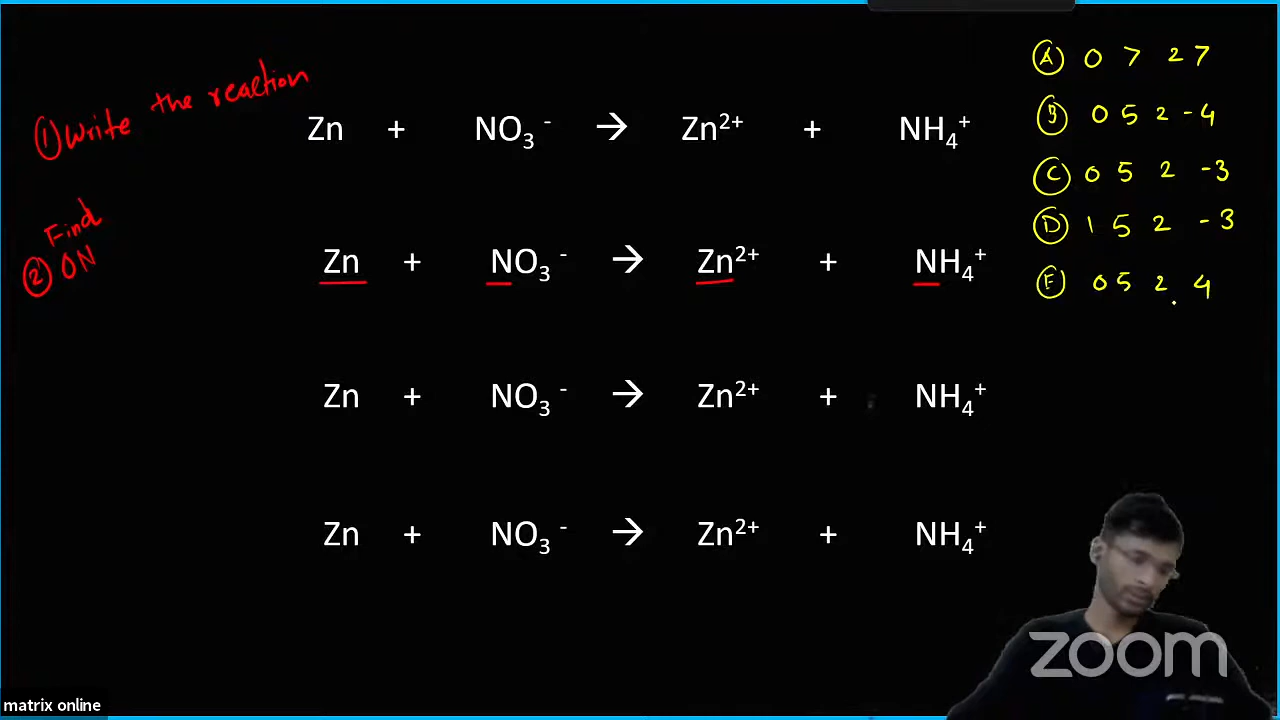 ① Write the reaction
Zn + NO₃⁻ → Zn²⁺ + NH₄⁺
② Find ON
Zn + NO₃⁻ → Zn²⁺ + NH₄⁺
Zn + NO₃⁻ → Zn²⁺ + NH₄⁺
Zn + NO₃⁻ → Zn²⁺ + NH₄⁺
Ⓐ 0 7 2 7
Ⓑ 0 5 2 -4
Ⓒ 0 5 2 -3
Ⓓ 1 5 2 -3
Ⓔ 0 5 2 4
zoom
matrix online